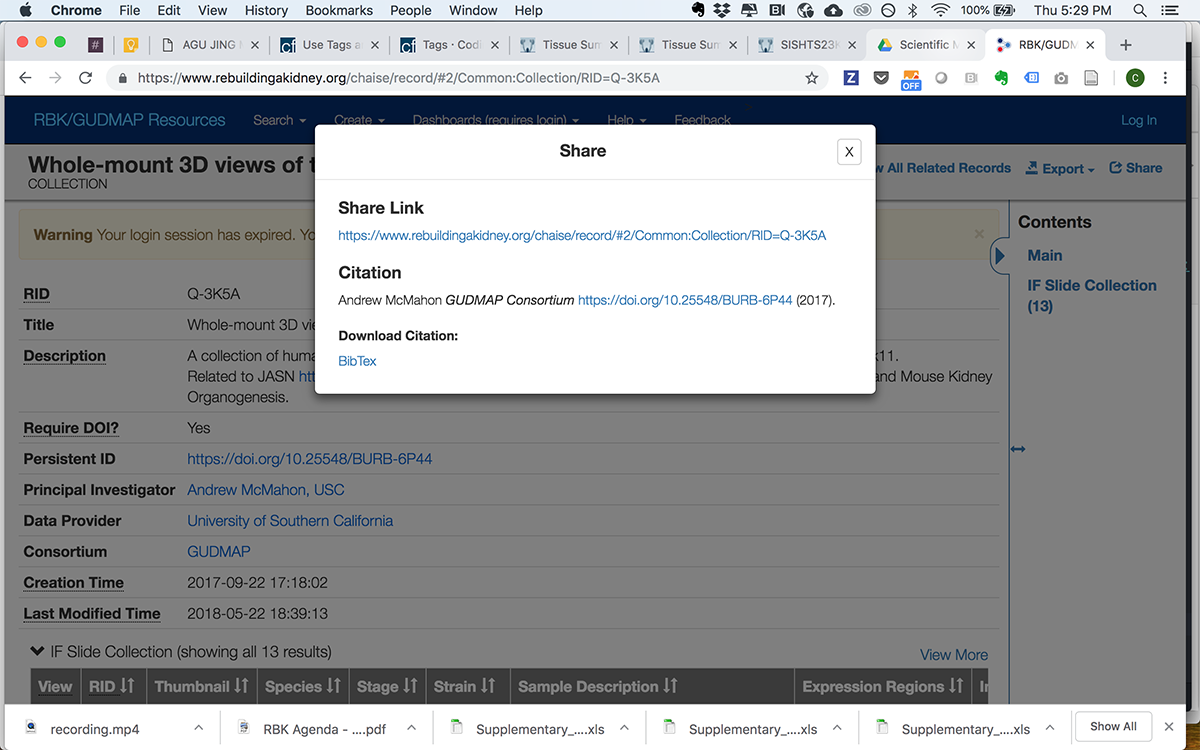 Chrome File Edit View History Bookmarks People Window Help 100% Thu 5:29 PM
# AGU JING Use Tags a Tags · Codi Tissue Sum Tissue Sum SISHTS23H Scientific M RBK/GUDM
https://www.rebuildingakidney.org/chaise/record/#2/Common:Collection/RID=Q-3K5A Z OFF C
RBK/GUDMAP Resources Search Create Dashboards (requires login) Help Feedback Log In
Whole-mount 3D views of t
COLLECTION
w All Related Records Export Share
Share X
Share Link
https://www.rebuildingakidney.org/chaise/record/#2/Common:Collection/RID=Q-3K5A
Citation
Andrew McMahon GUDMAP Consortium https://doi.org/10.25548/BURB-6P44 (2017).
Download Citation:
BibTex
Warning Your login session has expired. Yo
RID Q-3K5A
Title Whole-mount 3D vie
Description A collection of huma k11.
Related to JASN htt and Mouse Kidney
Organogenesis.
Require DOI? Yes
Persistent ID https://doi.org/10.25548/BURB-6P44
Principal Investigator Andrew McMahon, USC
Data Provider University of Southern California
Consortium GUDMAP
Creation Time 2017-09-22 17:18:02
Last Modified Time 2018-05-22 18:39:13
IF Slide Collection (showing all 13 results) View More
View RID Thumbnail Species Stage Strain Sample Description Expression Regions
Contents
Main
IF Slide Collection
(13)
recording.mp4 RBK Agenda - ....pdf Supplementary_....xls Supplementary_....xls Supplementary_....xls Show All